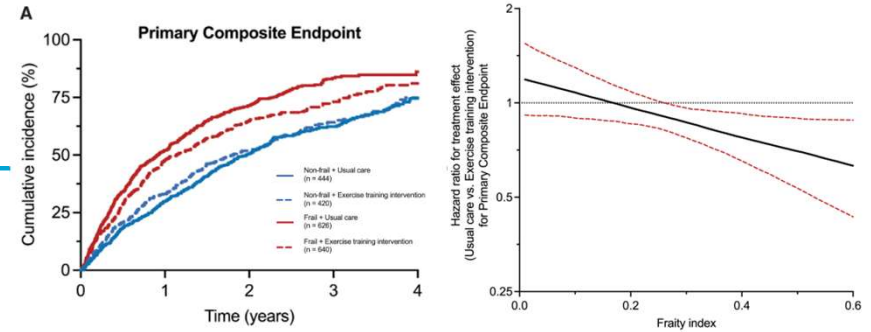 A
Primary Composite Endpoint
Cumulative incidence (%)
100
75
50
25
0
Non-frail + Usual care
(n = 444)
Non-frail + Exercise training intervention
(n = 420)
Frail + Usual care
(n = 626)
Frail + Exercise training intervention
(n = 640)
0 1 2 3 4
Time (years)
Hazard ratio for treatment effect
(Usual care vs. Exercise training intervention)
for Primary Composite Endpoint
2
1
0.5
0.25
0.0 0.2 0.4 0.6
Fraity index